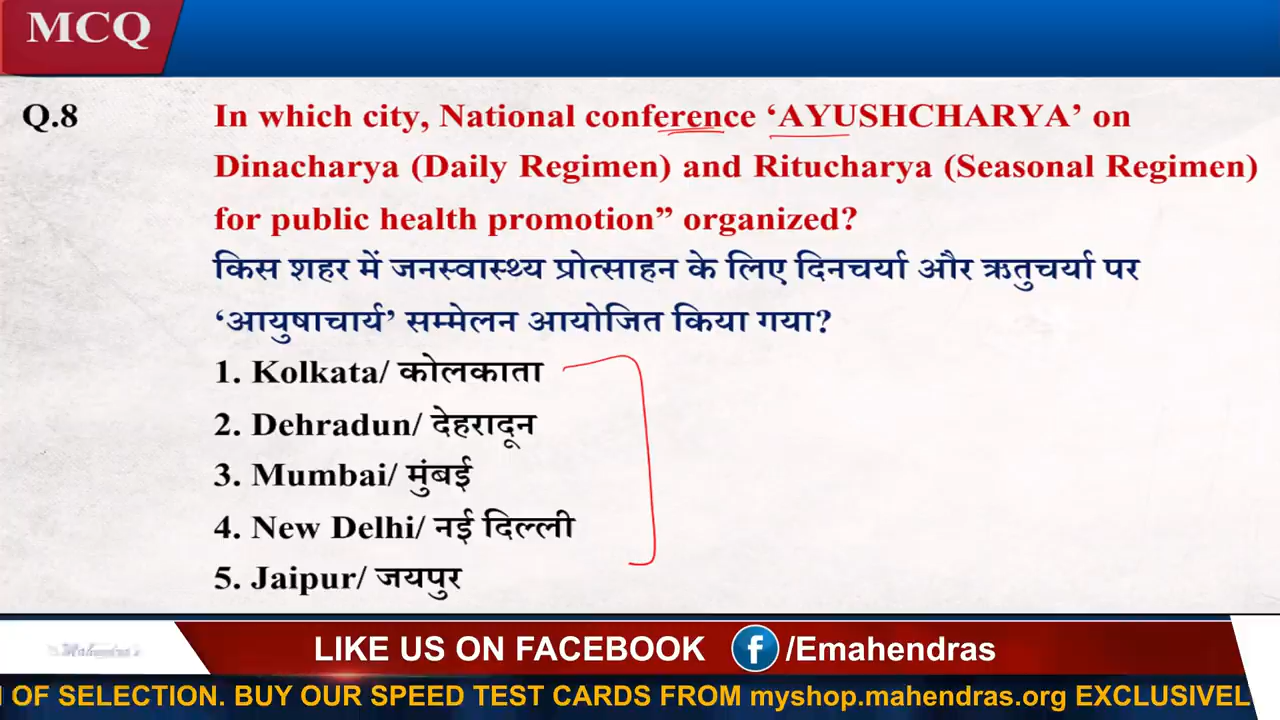 MCQ
Q.8 In which city, National conference ‘AYUSHCHARYA’ on
Dinacharya (Daily Regimen) and Ritucharya (Seasonal Regimen)
for public health promotion” organized?
किस शहर में जनस्वास्थ्य प्रोत्साहन के लिए दिनचर्या और ऋतुचर्या पर
‘आयुषाचार्य’ सम्मेलन आयोजित किया गया?
1. Kolkata/ कोलकाता
2. Dehradun/ देहरादून
3. Mumbai/ मुंबई
4. New Delhi/ नई दिल्ली
5. Jaipur/ जयपुर
LIKE US ON FACEBOOK f /Emahendras
OF SELECTION. BUY OUR SPEED TEST CARDS FROM myshop.mahendras.org EXCLUSIVEL